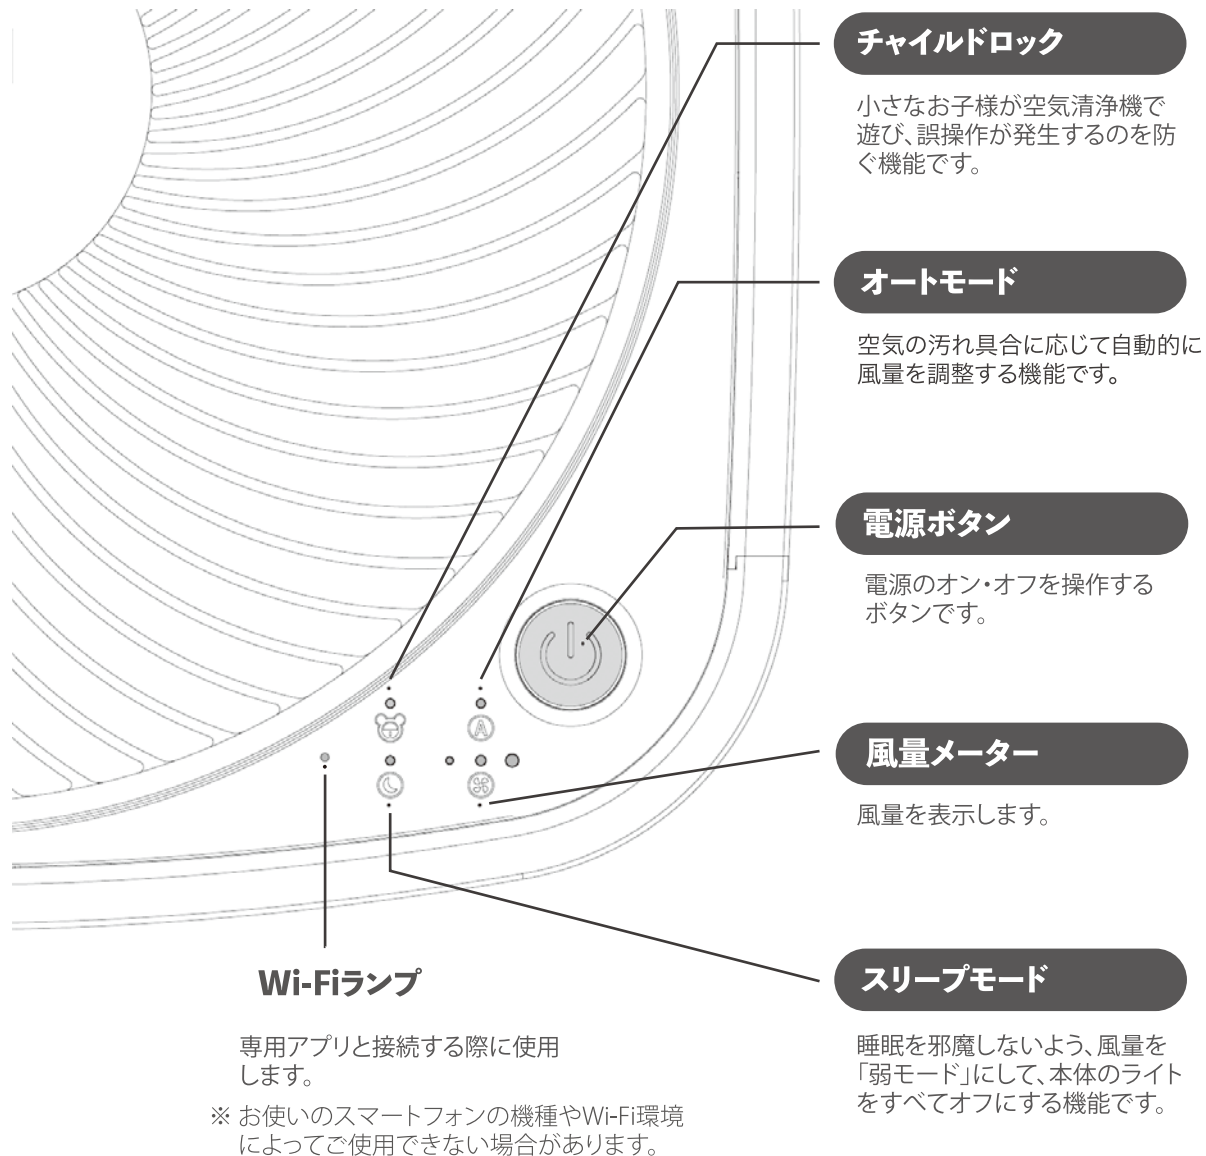 チャイルドロック
小さなお子様が空気清浄機で
遊び、誤操作が発生するのを防
ぐ機能です。
オートモード
空気の汚れ具合に応じて自動的に
風量を調整する機能です。
電源ボタン
電源のオン・オフを操作する
ボタンです。
A
風量メーター
風量を表示します。
スリープモード
睡眠を邪魔しないよう、風量を
「弱モード」にして、本体のライト
をすべてオフにする機能です。
Wi-Fiランプ
専用アプリと接続する際に使用
します。
※ お使いのスマートフォンの機種やWi-Fi環境
によってご使用できない場合があります。